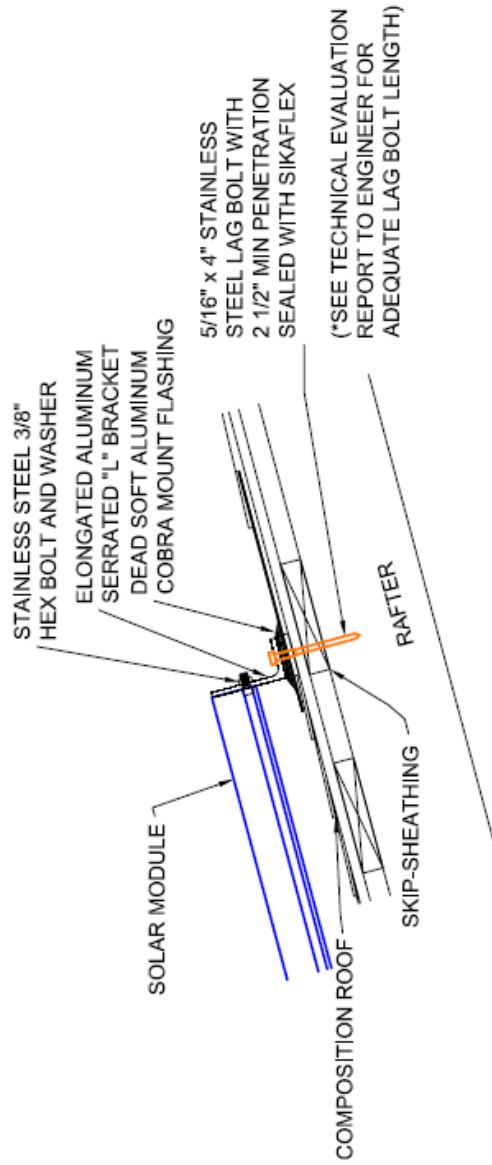 STAINLESS STEEL 3/8"
HEX BOLT AND WASHER
ELONGATED ALUMINUM
SERRATED "L" BRACKET
DEAD SOFT ALUMINUM
COBRA MOUNT FLASHING
5/16" x 4" STAINLESS
STEEL LAG BOLT WITH
2 1/2" MIN PENETRATION
SEALED WITH SIKAFLEX
(*SEE TECHNICAL EVALUATION
REPORT TO ENGINEER FOR
ADEQUATE LAG BOLT LENGTH)
SOLAR MODULE
RAFTER
SKIP-SHEATHING
COMPOSITION ROOF